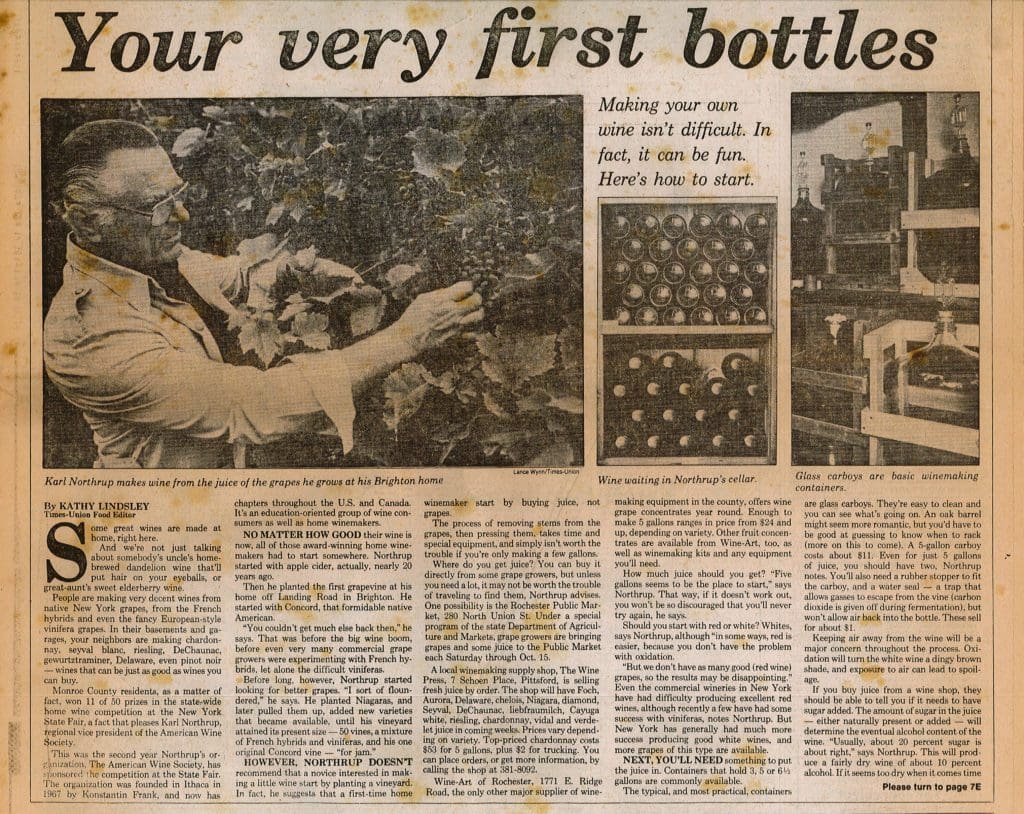 Your very first bottles
Making your own
wine isn't difficult. In
fact, it can be fun.
Here's how to start.
Lance Wynn/Times-Union
Karl Northrup makes wine from the juice of the grapes he grows at his Brighton home
Wine waiting in Northrup's cellar.
Glass carboys are basic winemaking
containers.
By KATHY LINDSLEY
Times-Union Food Editor
Some great wines are made at
home, right here.
And we're not just talking
about somebody's uncle's home-
brewed dandelion wine that'll
put hair on your eyeballs, or
great-aunt's sweet elderberry wine.
People are making very decent wines from
native New York grapes, from the French
hybrids and even the fancy European-style
vinifera grapes. In their basements and ga-
rages, your neighbors are making chardon-
nay, seyval blanc, riesling, DeChaunac,
gewurtztraminer, Delaware, even pinot noir
— wines that can be just as good as wines you
can buy.
Monroe County residents, as a matter of
fact, won 11 of 50 prizes in the state-wide
home wine competition at the New York
State Fair, a fact that pleases Karl Northrup,
regional vice president of the American Wine
Society.
This was the second year Northrup's or-
ganization, The American Wine Society, has
sponsored the competition at the State Fair.
The organization was founded in Ithaca in
1967 by Konstantin Frank, and now has
chapters throughout the U.S. and Canada.
It's an education-oriented group of wine con-
sumers as well as home winemakers.
NO MATTER HOW GOOD their wine is
now, all of those award-winning home wine-
makers had to start somewhere. Northrup
started with apple cider, actually, nearly 20
years ago.
Then he planted the first grapevine at his
home off Landing Road in Brighton. He
started with Concord, that formidable native
American.
"You couldn't get much else back then," he
says. That was before the big wine boom,
before even very many commercial grape
growers were experimenting with French hy-
brids, let alone the difficult viniferas.
Before long, however, Northrup started
looking for better grapes. "I sort of floun-
dered," he says. He planted Niagaras, and
later pulled them up, added new varieties
that became available, until his vineyard
attained its present size — 50 vines, a mixture
of French hybrids and viniferas, and his one
original Concord vine — "for jam."
HOWEVER, NORTHRUP DOESN'T
recommend that a novice interested in mak-
ing a little wine start by planting a vineyard.
In fact, he suggests that a first-time home
winemaker start by buying juice, not
grapes.
The process of removing stems from the
grapes, then pressing them, takes time and
special equipment, and simply isn't worth the
trouble if you're only making a few gallons.
Where do you get juice? You can buy it
directly from some grape growers, but unless
you need a lot, it may not be worth the trouble
of traveling to find them, Northrup advises.
One possibility is the Rochester Public Mar-
ket, 280 North Union St. Under a special
program of the state Department of Agricul-
ture and Markets, grape growers are bringing
grapes and some juice to the Public Market
each Saturday through Oct. 15.
A local winemaking supply shop, The Wine
Press, 7 Schoen Place, Pittsford, is selling
fresh juice by order. The shop will have Foch,
Aurora, Delaware, chelois, Niagara, diamond,
Seyval, DeChaunac, liebfraumilch, Cayuga
white, riesling, chardonnay, vidal and verde-
let juice in coming weeks. Prices vary depend-
ing on variety. Top-priced chardonnay costs
$53 for 5 gallons, plus $2 for trucking. You
can place orders, or get more information, by
calling the shop at 381-8092.
Wine-Art of Rochester, 1771 E. Ridge
Road, the only other major supplier of wine-
making equipment in the county, offers wine
grape concentrates year round. Enough to
make 5 gallons ranges in price from $24 and
up, depending on variety. Other fruit concen-
trates are available from Wine-Art, too, as
well as winemaking kits and any equipment
you'll need.
How much juice should you get? "Five
gallons seems to be the place to start," says
Northrup. That way, if it doesn't work out,
you won't be so discouraged that you'll never
try again, he says.
Should you start with red or white? Whites,
says Northrup, although "in some ways, red is
easier, because you don't have the problem
with oxidation.
"But we don't have as many good (red wine)
grapes, so the results may be disappointing."
Even the commercial wineries in New York
have had difficulty producing excellent red
wines, although recently a few have had some
success with viniferas, notes Northrup. But
New York has generally had much more
success producing good white wines, and
more grapes of this type are available.
NEXT, YOU'LL NEED something to put
the juice in. Containers that hold 3, 5 or 6½
gallons are commonly available.
The typical, and most practical, containers
are glass carboys. They're easy to clean and
you can see what's going on. An oak barrel
might seem more romantic, but you'd have to
be good at guessing to know when to rack
(more on this to come). A 5-gallon carboy
costs about $11. Even for just 5 gallons
of juice, you should have two, Northrup
notes. You'll also need a rubber stopper to fit
the carboy, and a water seal — a trap that
allows gasses to escape from the vine (carbon
dioxide is given off during fermentation), but
won't allow air back into the bottle. These sell
for about $1.
Keeping air away from the wine will be a
major concern throughout the process. Oxi-
dation will turn the white wine a dingy brown
shade, and exposure to air can lead to spoil-
age.
If you buy juice from a wine shop, they
should be able to tell you if it needs to have
sugar added. The amount of sugar in the juice
— either naturally present or added — will
determine the eventual alcohol content of the
wine. "Usually, about 20 percent sugar is
about right," says Northrup. This will prod-
uce a fairly dry wine of about 10 percent
alcohol. If it seems too dry when it comes time
Please turn to page 7E